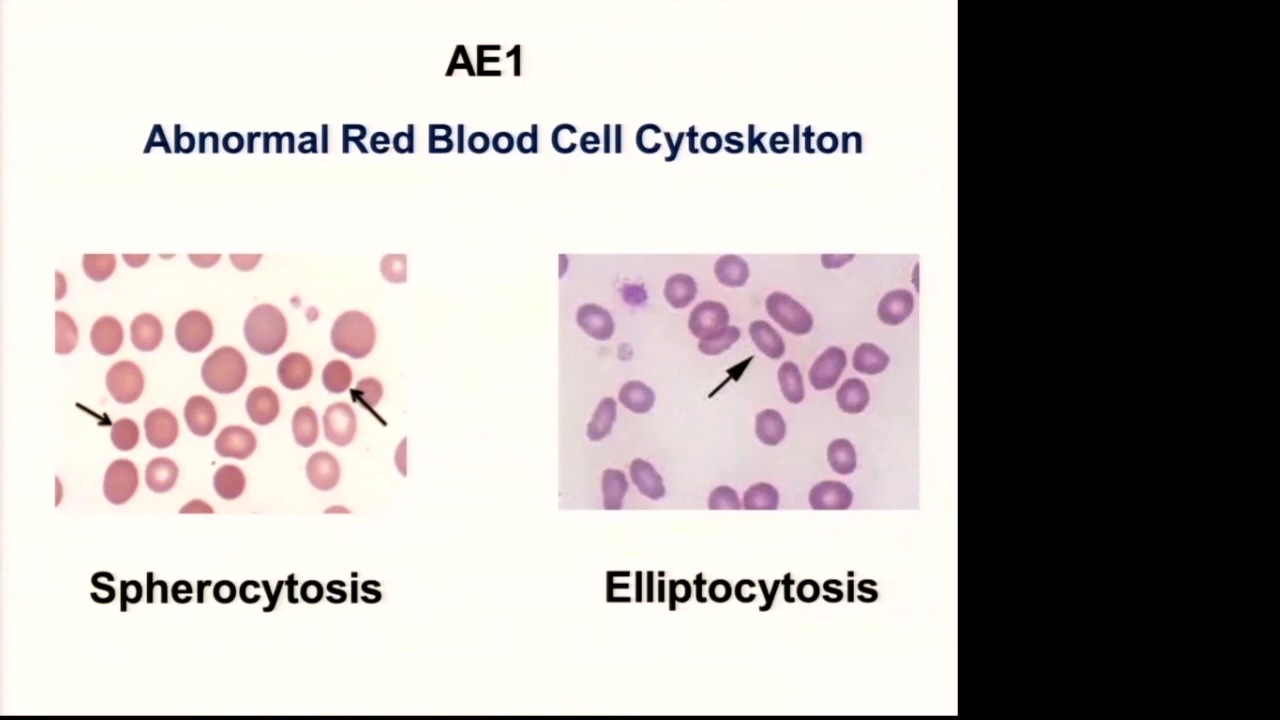 AE1
Abnormal Red Blood Cell Cytoskelton
Spherocytosis
Elliptocytosis